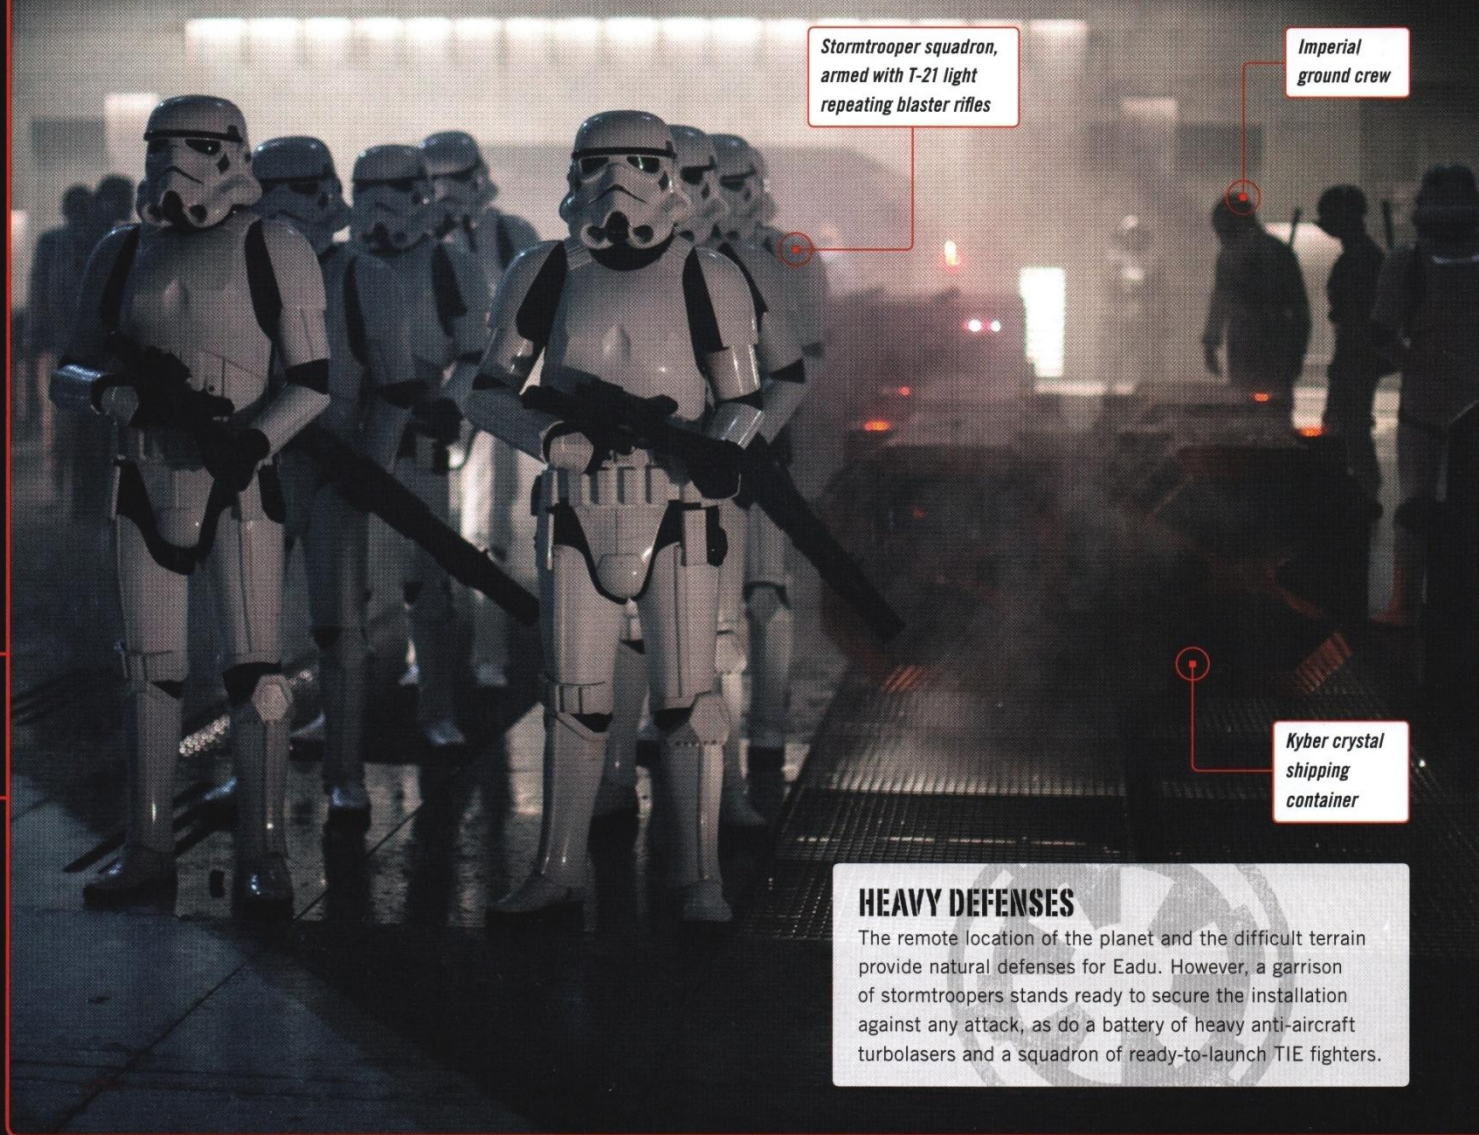 Stormtrooper squadron,
armed with T-21 light
repeating blaster rifles
Imperial
ground crew
Kyber crystal
shipping
container
HEAVY DEFENSES
The remote location of the planet and the difficult terrain
provide natural defenses for Eadu. However, a garrison
of stormtroopers stands ready to secure the installation
against any attack, as do a battery of heavy anti-aircraft
turbolasers and a squadron of ready-to-launch TIE fighters.